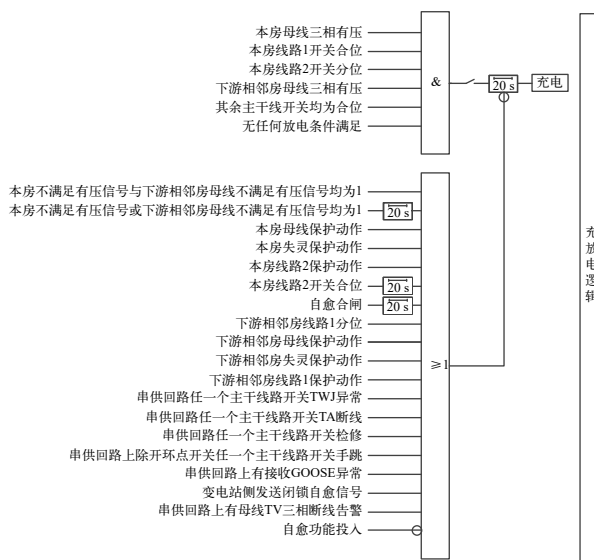 本房母线三相有压
本房线路1开关合位
本房线路2开关分位
下游相邻房母线三相有压
其余主干线开关均为合位
无任何放电条件满足
&
20 s
充电
本房不满足有压信号与下游相邻房母线不满足有压信号均为1
本房不满足有压信号或下游相邻房母线不满足有压信号均为1
20 s
本房母线保护动作
本房失灵保护动作
本房线路2保护动作
本房线路2开关合位
20 s
自愈合闸
20 s
下游相邻房线路1分位
下游相邻房母线保护动作
下游相邻房失灵保护动作
下游相邻房线路1保护动作
串供回路任一个主干线路开关TWJ异常
串供回路任一个主干线路开关TA断线
串供回路任一个主干线路开关检修
串供回路上除开环点开关任一个主干线路开关手跳
串供回路上有接收GOOSE异常
变电站侧发送闭锁自愈信号
串供回路上有母线TV三相断线告警
自愈功能投入
≥1
充放电逻辑